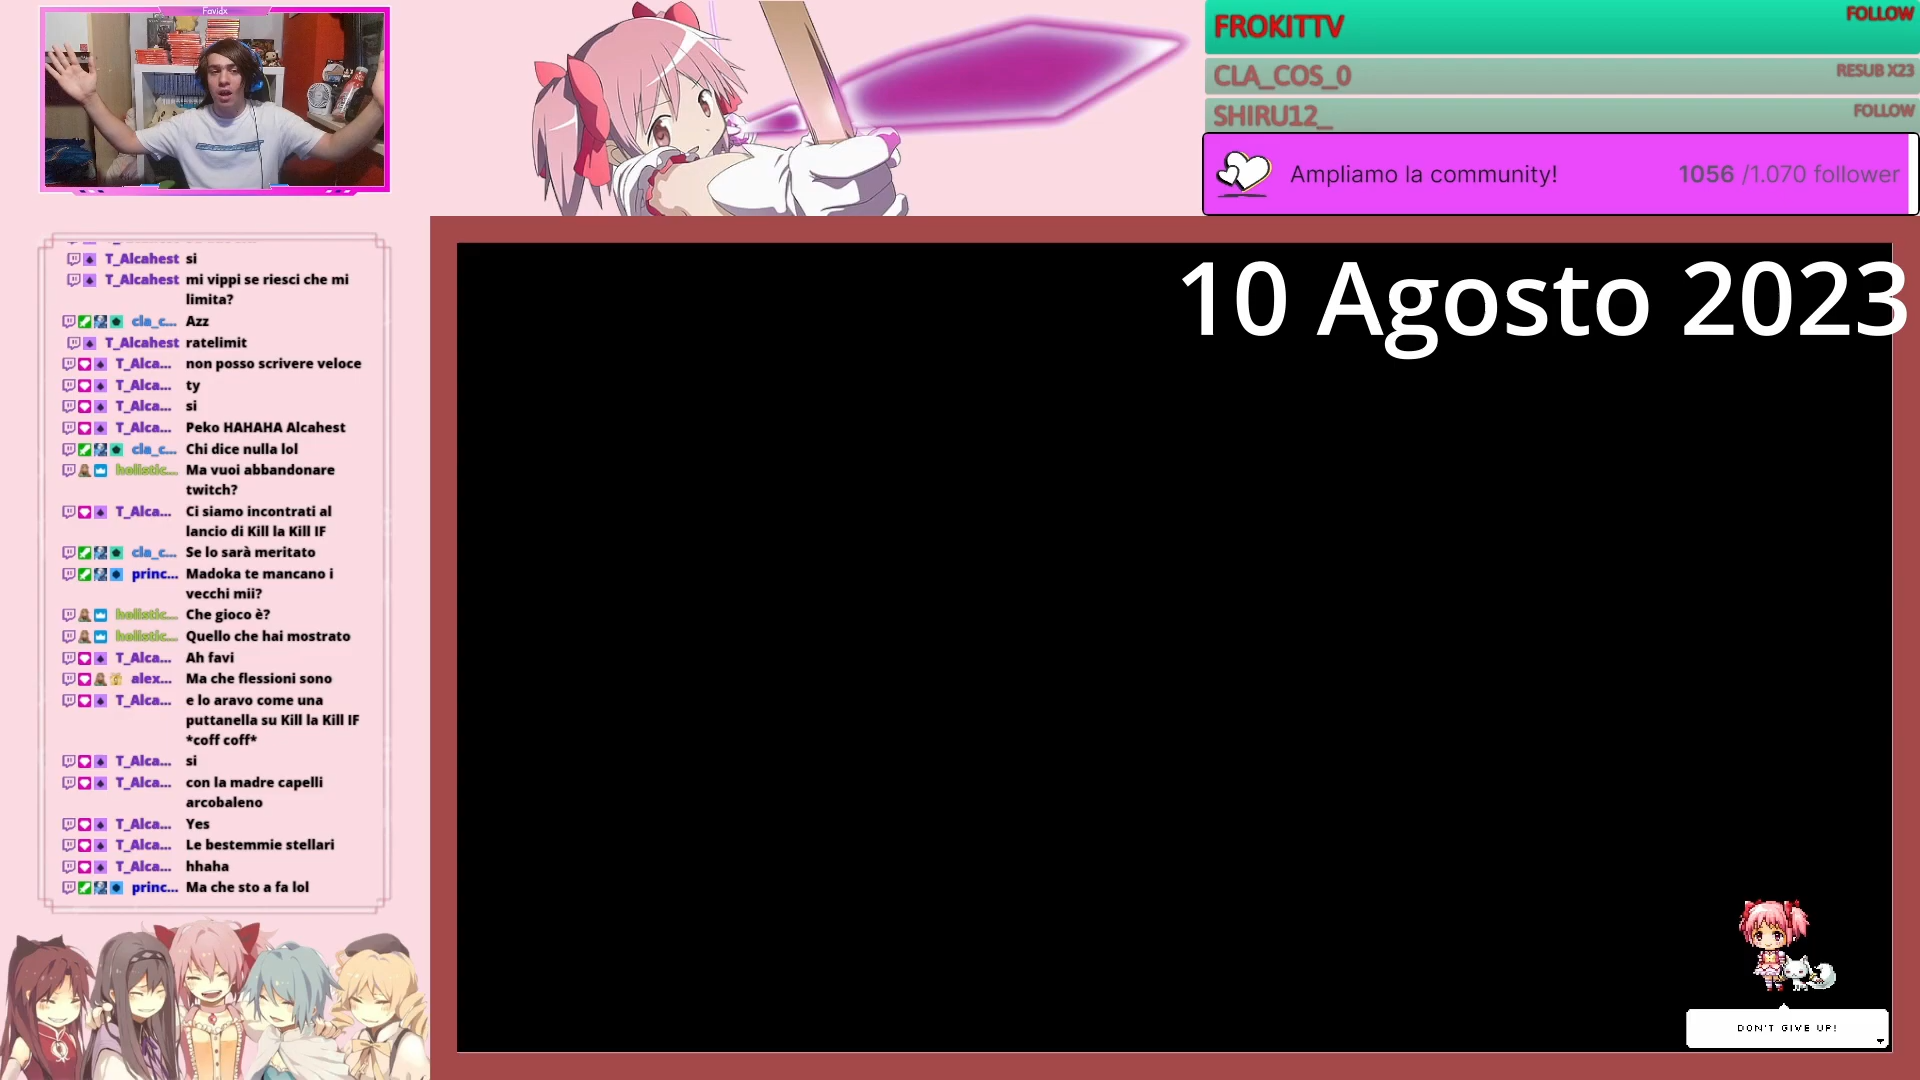 Favidx
FROKITTV
FOLLOW
CLA_COS_0
RESUB X23
SHIRU12_
FOLLOW
Ampliamo la community!
1056 /1.070 follower
10 Agosto 2023
T_Alcahest si
T_Alcahest mi vippi se riesci che mi
limita?
cla_c... Azz
T_Alcahest ratelimit
T_Alca... non posso scrivere veloce
T_Alca... ty
T_Alca... si
T_Alca... Peko HAHAHA Alcahest
cla_c... Chi dice nulla lol
holistic... Ma vuoi abbandonare
twitch?
T_Alca... Ci siamo incontrati al
lancio di Kill la Kill IF
cla_c... Se lo sarà meritato
princ... Madoka te mancano i
vecchi mii?
holistic... Che gioco è?
holistic... Quello che hai mostrato
T_Alca... Ah favi
alex... Ma che flessioni sono
T_Alca... e lo aravo come una
puttanella su Kill la Kill IF
*coff coff*
T_Alca... si
T_Alca... con la madre capelli
arcobaleno
T_Alca... Yes
T_Alca... Le bestemmie stellari
T_Alca... hhaha
princ... Ma che sto a fa lol
DON'T GIVE UP!